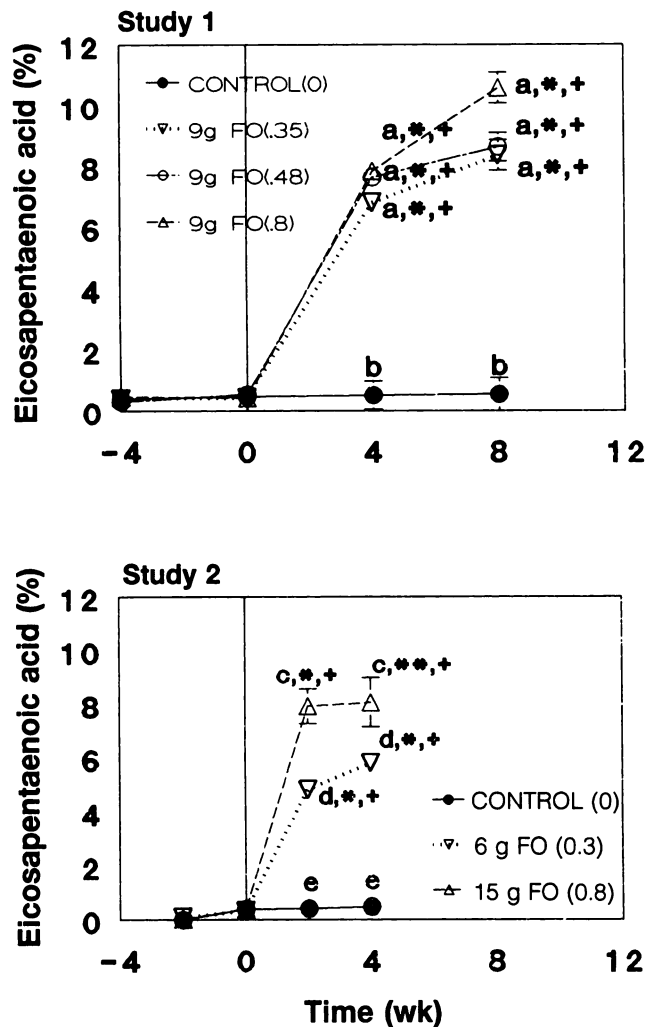 Study 1
Eicosapentaenoic acid (%)
12
10
8
6
4
2
0
CONTROL(0)
9g FO(.35)
9g FO(.48)
9g FO(.8)
a,*,+
a,*,+
a,*,+
a,*,+
a,*,+
a,*,+
b
b
-4 0 4 8 12
Study 2
Eicosapentaenoic acid (%)
12
10
8
6
4
2
0
c,*,+
c,**,+
d,*,+
d,*,+
e
e
CONTROL (0)
6 g FO (0.3)
15 g FO (0.8)
-4 0 4 8 12
Time (wk)